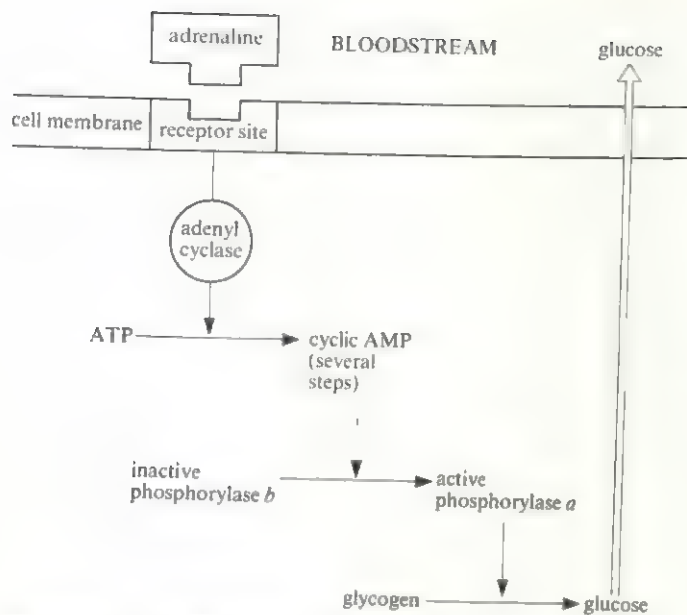 adrenaline
BLOODSTREAM
glucose
cell membrane
receptor site
adenyl
cyclase
ATP
cyclic AMP
(several
steps)
inactive
phosphorylase b
active
phosphorylase a
glycogen
glucose